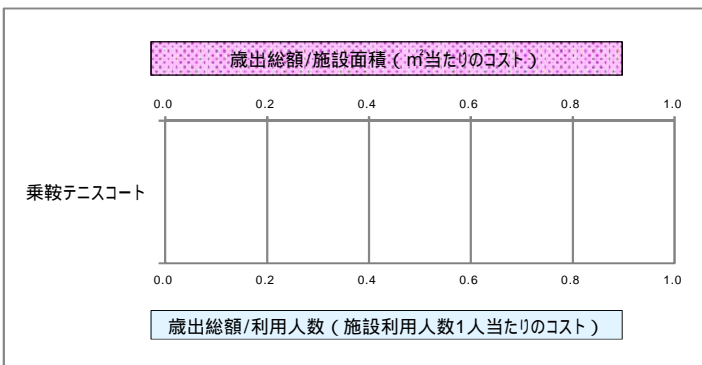 歳出総額/施設面積(㎡当たりのコスト)
0.0 0.2 0.4 0.6 0.8 1.0
乗鞍テニスコート
0.0 0.2 0.4 0.6 0.8 1.0
歳出総額/利用人数(施設利用人数1人当たりのコスト)